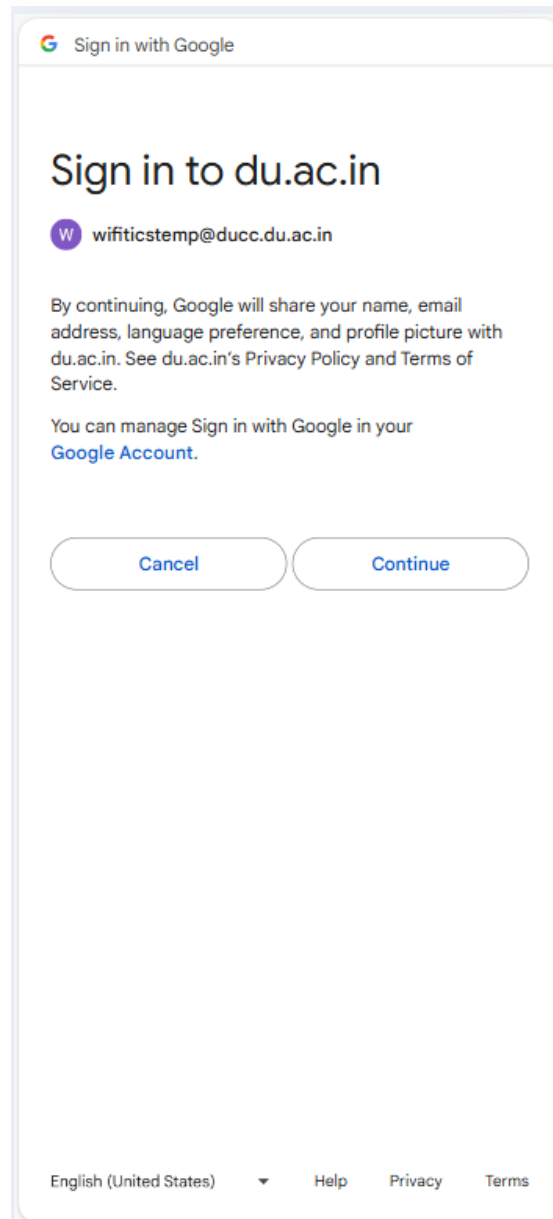 Sign in with Google
Sign in to du.ac.in
W wifiticstemp@ducc.du.ac.in
By continuing, Google will share your name, email
address, language preference, and profile picture with
du.ac.in. See du.ac.in's Privacy Policy and Terms of
Service.
You can manage Sign in with Google in your
Google Account.
Cancel Continue
English (United States) Help Privacy Terms